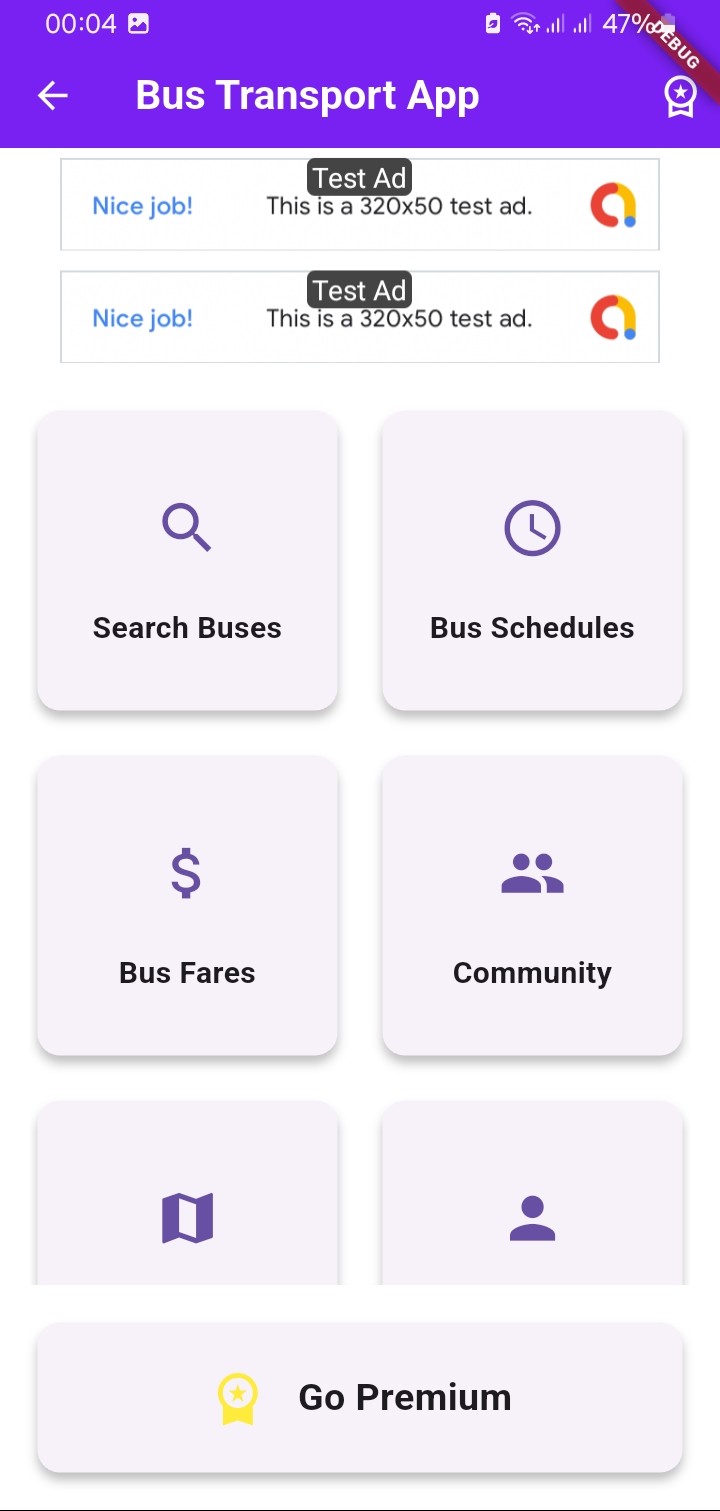 00:04
47%
DEBUG
Bus Transport App
Test Ad
Nice job!
This is a 320x50 test ad.
Test Ad
Nice job!
This is a 320x50 test ad.
Search Buses
Bus Schedules
Bus Fares
Community
Go Premium